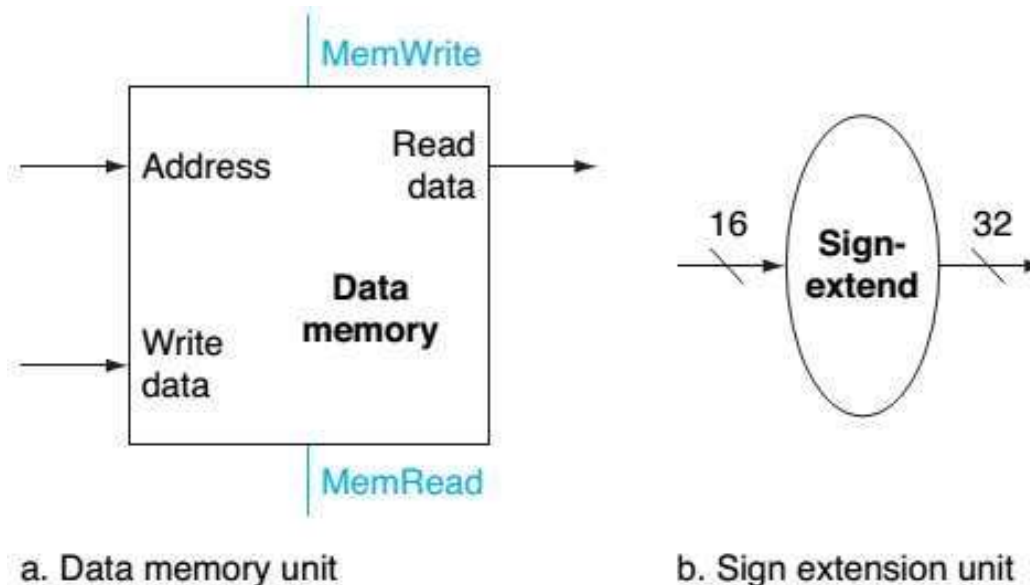 MemWrite
Address
Read
data
Data
memory
Write
data
MemRead
a. Data memory unit
16
Sign-
extend
32
b. Sign extension unit